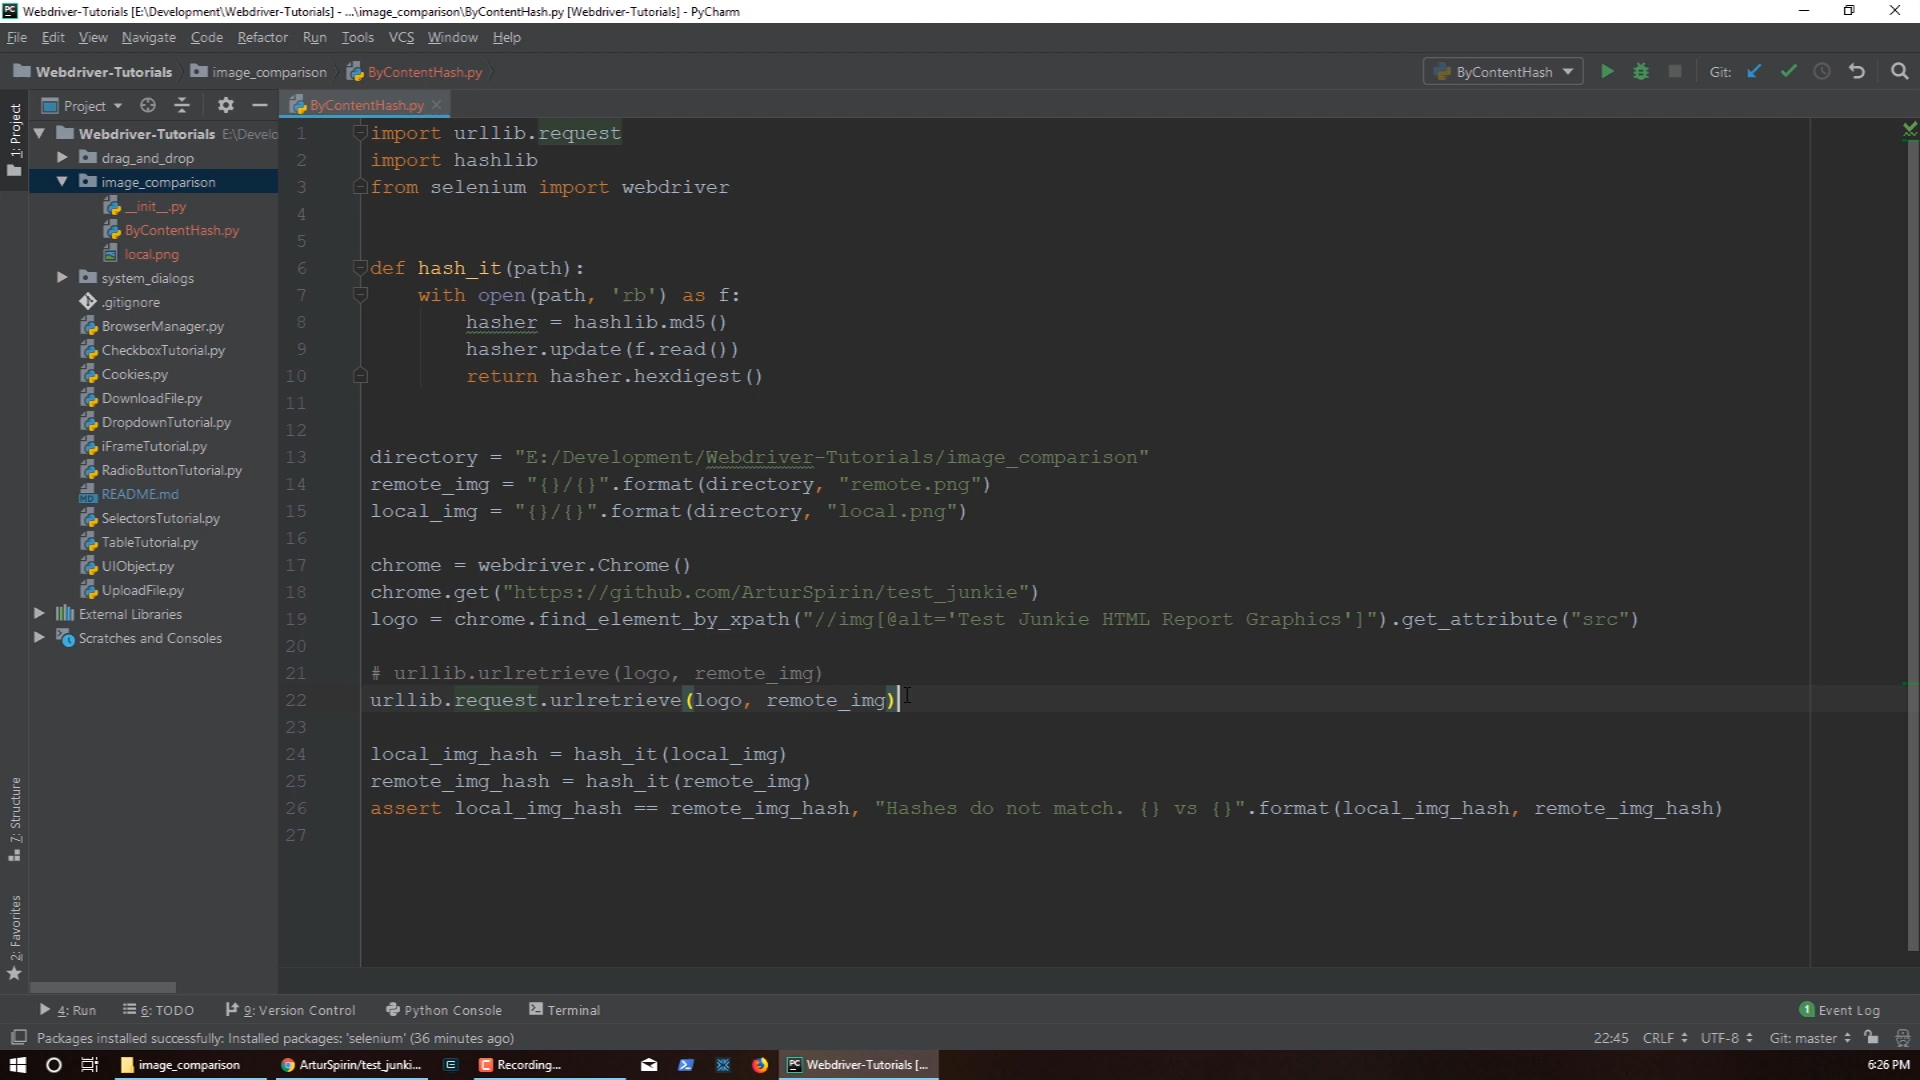 Webdriver-Tutorials [E:\Development\Webdriver-Tutorials] - ...\image_comparison\ByContentHash.py [Webdriver-Tutorials] - PyCharm
File Edit View Navigate Code Refactor Run Tools VCS Window Help
Webdriver-Tutorials image_comparison ByContentHash.py ByContentHash Git:
Project ByContentHash.py
1: Project
Webdriver-Tutorials E:\Develo
drag_and_drop
image_comparison
__init__.py
ByContentHash.py
local.png
system_dialogs
.gitignore
BrowserManager.py
CheckboxTutorial.py
Cookies.py
DownloadFile.py
DropdownTutorial.py
iFrameTutorial.py
RadioButtonTutorial.py
README.md
SelectorsTutorial.py
TableTutorial.py
UIObject.py
UploadFile.py
External Libraries
Scratches and Consoles
7: Structure
2: Favorites
1 import urllib.request
2 import hashlib
3 from selenium import webdriver
4
5
6 def hash_it(path):
7 with open(path, 'rb') as f:
8 hasher = hashlib.md5()
9 hasher.update(f.read())
10 return hasher.hexdigest()
11
12
13 directory = "E:/Development/Webdriver-Tutorials/image_comparison"
14 remote_img = "{}/{}".format(directory, "remote.png")
15 local_img = "{}/{}".format(directory, "local.png")
16
17 chrome = webdriver.Chrome()
18 chrome.get("https://github.com/ArturSpirin/test_junkie")
19 logo = chrome.find_element_by_xpath("//img[@alt='Test Junkie HTML Report Graphics']").get_attribute("src")
20
21 # urllib.urlretrieve(logo, remote_img)
22 urllib.request.urlretrieve(logo, remote_img)
23
24 local_img_hash = hash_it(local_img)
25 remote_img_hash = hash_it(remote_img)
26 assert local_img_hash == remote_img_hash, "Hashes do not match. {} vs {}".format(local_img_hash, remote_img_hash)
27
4: Run 6: TODO 9: Version Control Python Console Terminal 1 Event Log
Packages installed successfully: Installed packages: 'selenium' (36 minutes ago) 22:45 CRLF UTF-8 Git: master
image_comparison ArturSpirin/test_junki... Recording... Webdriver-Tutorials [... 6:26 PM